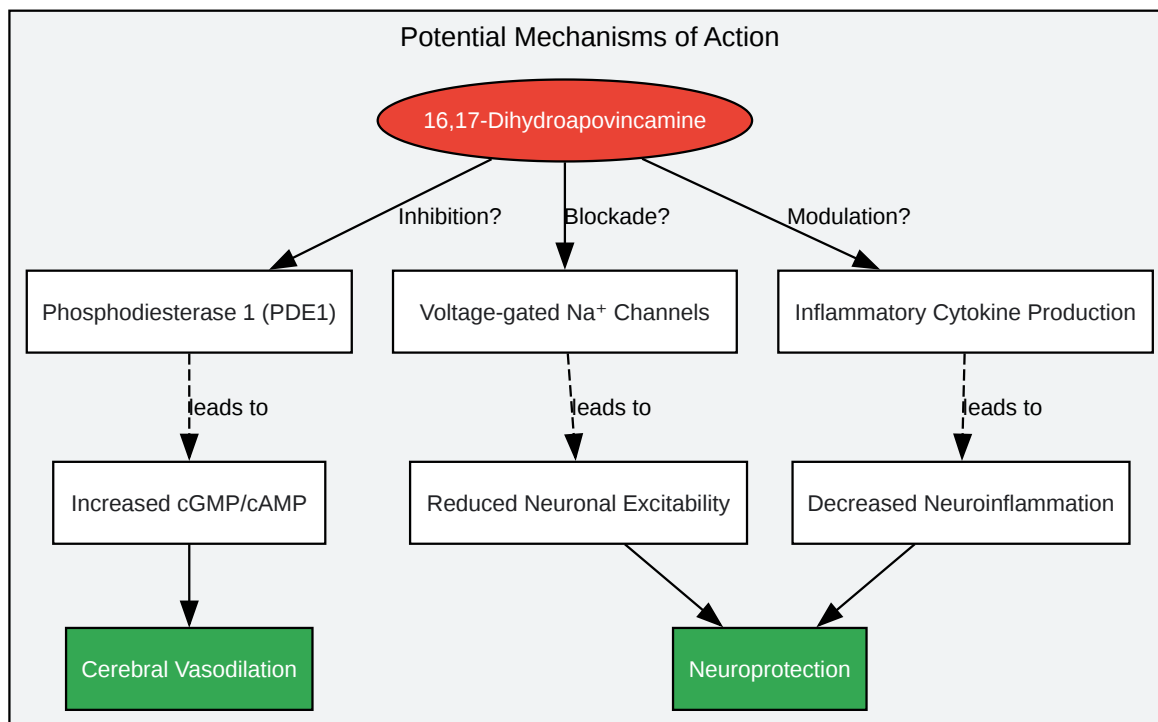 Potential Mechanisms of Action
16,17-Dihydroapovincamine
Inhibition?
Blockade?
Modulation?
Phosphodiesterase 1 (PDE1)
Voltage-gated Na⁺ Channels
Inflammatory Cytokine Production
leads to
leads to
leads to
Increased cGMP/cAMP
Reduced Neuronal Excitability
Decreased Neuroinflammation
Cerebral Vasodilation
Neuroprotection